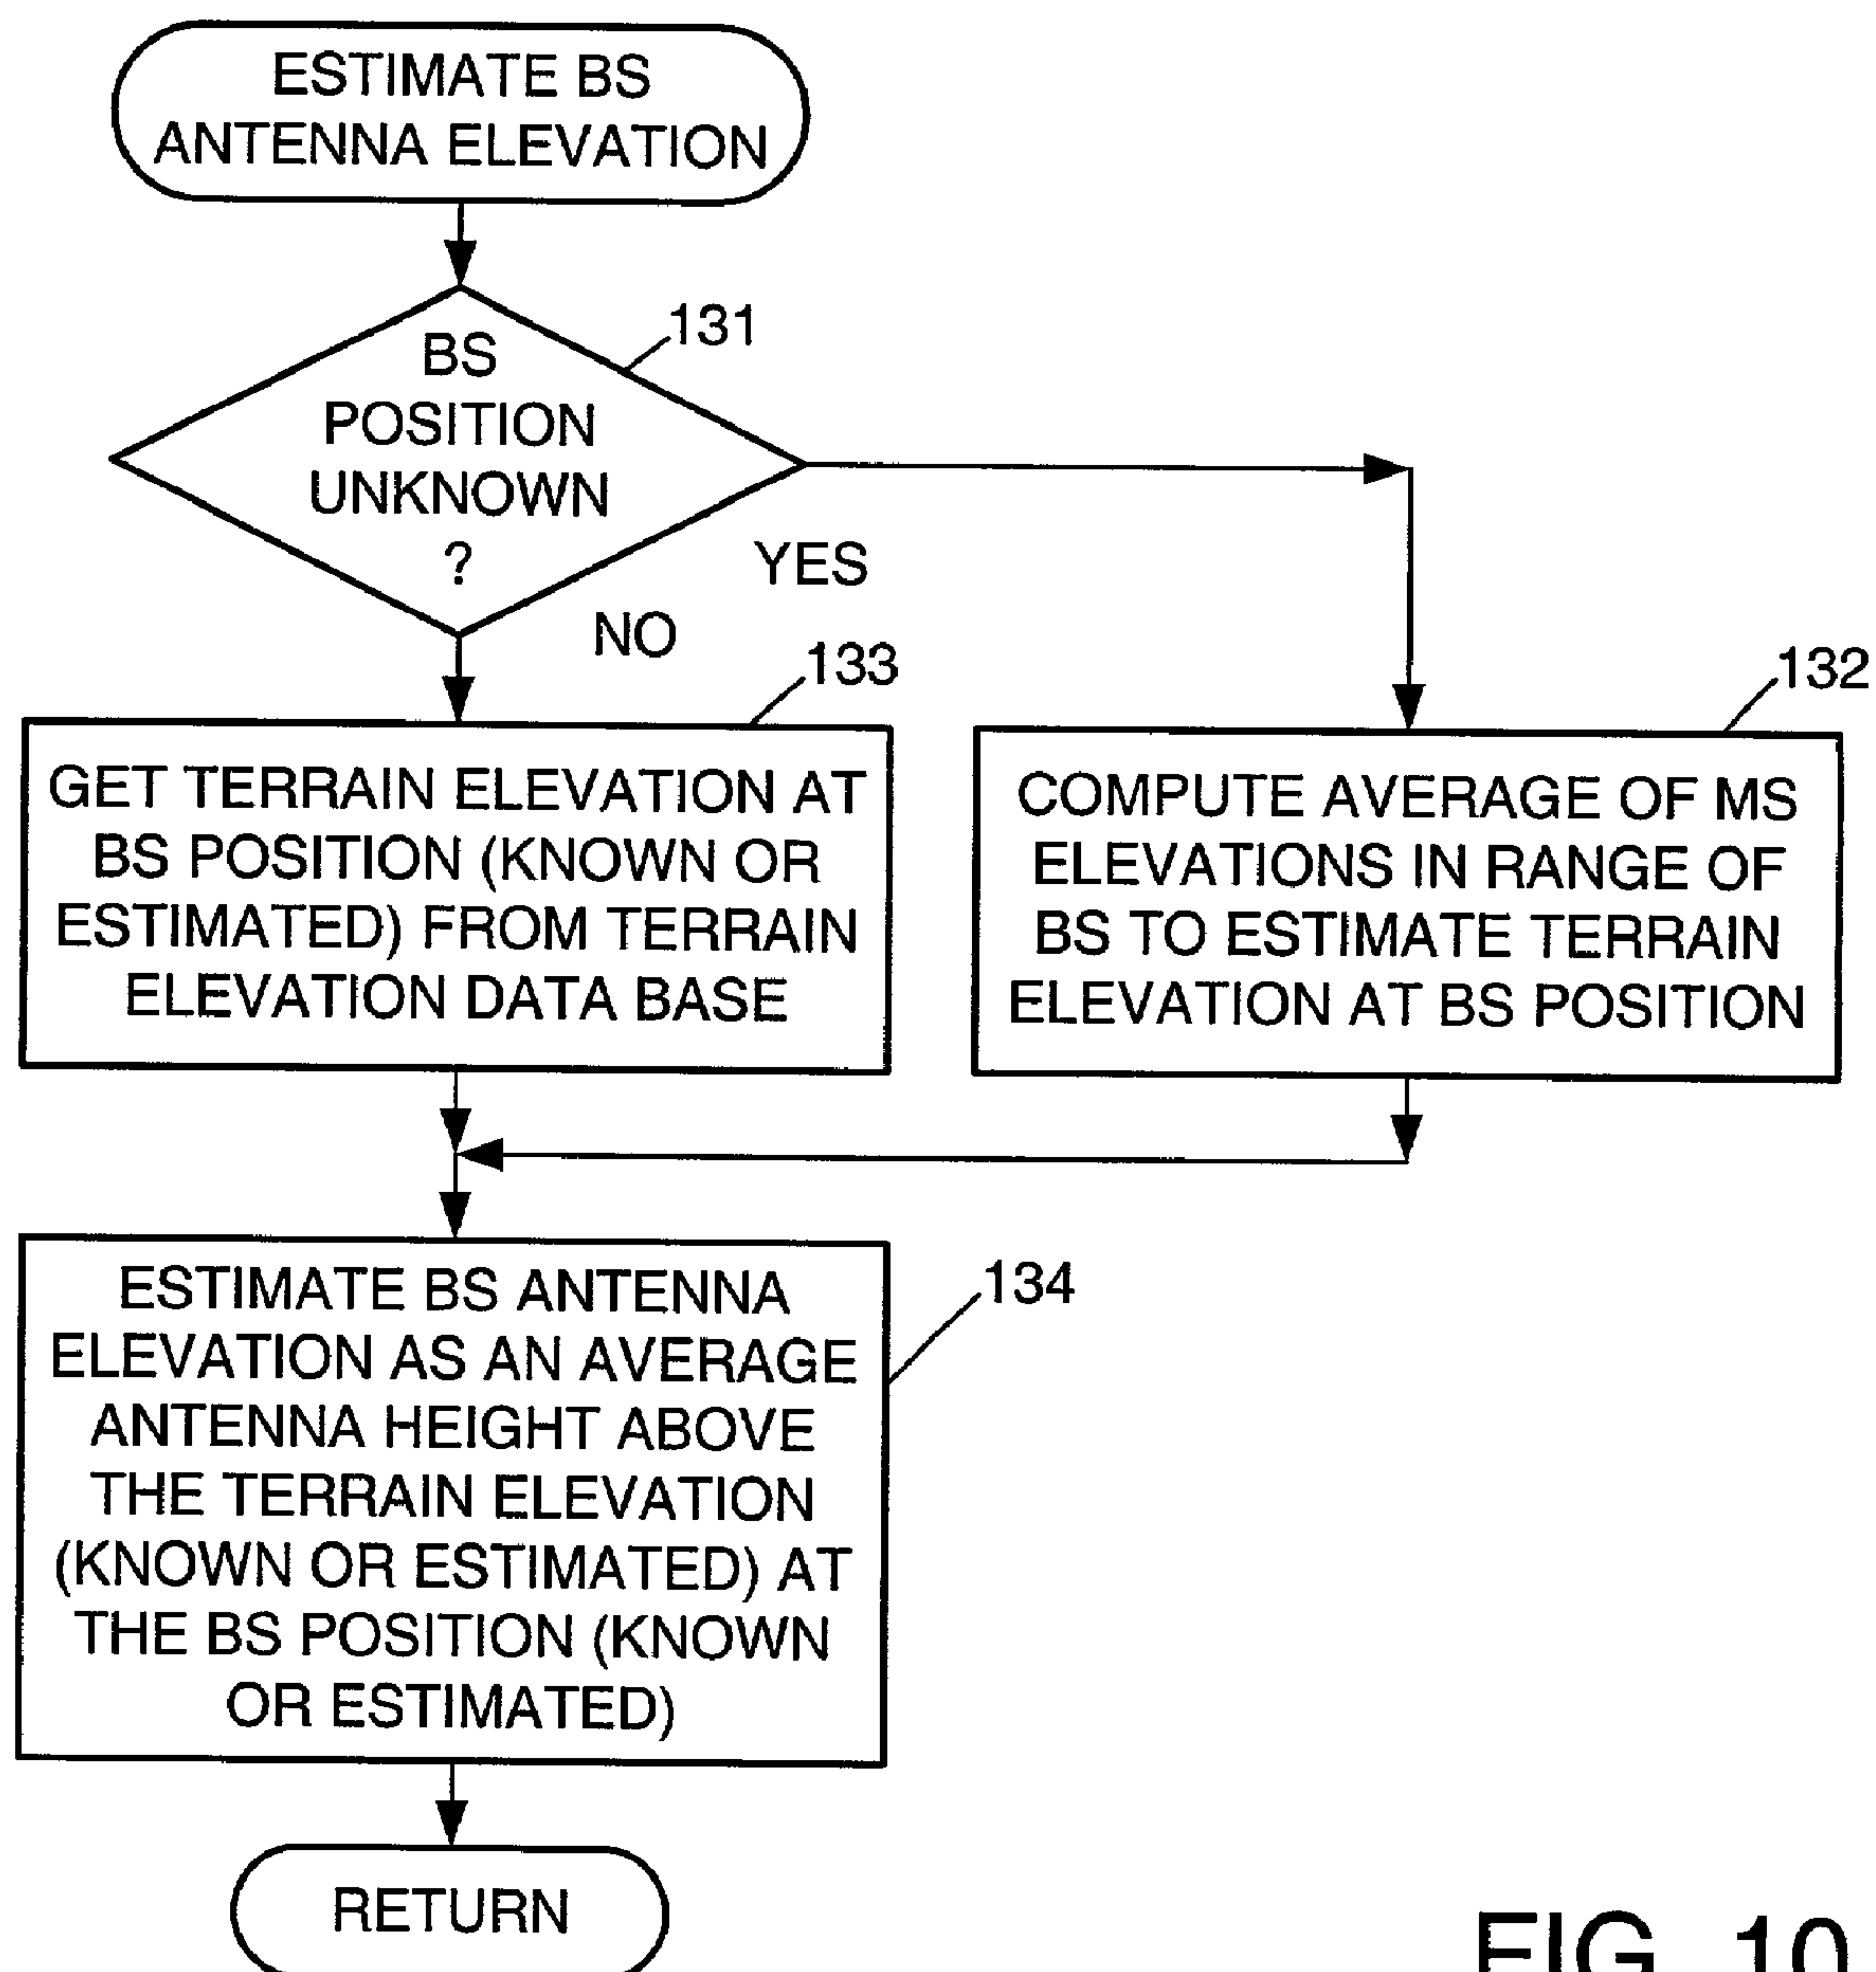 ESTIMATE BS
ANTENNA ELEVATION
131
BS
POSITION
UNKNOWN
?
YES
NO
133
132
GET TERRAIN ELEVATION AT
BS POSITION (KNOWN OR
ESTIMATED) FROM TERRAIN
ELEVATION DATA BASE
COMPUTE AVERAGE OF MS
ELEVATIONS IN RANGE OF
BS TO ESTIMATE TERRAIN
ELEVATION AT BS POSITION
134
ESTIMATE BS ANTENNA
ELEVATION AS AN AVERAGE
ANTENNA HEIGHT ABOVE
THE TERRAIN ELEVATION
(KNOWN OR ESTIMATED) AT
THE BS POSITION (KNOWN
OR ESTIMATED)
RETURN
FIG. 10